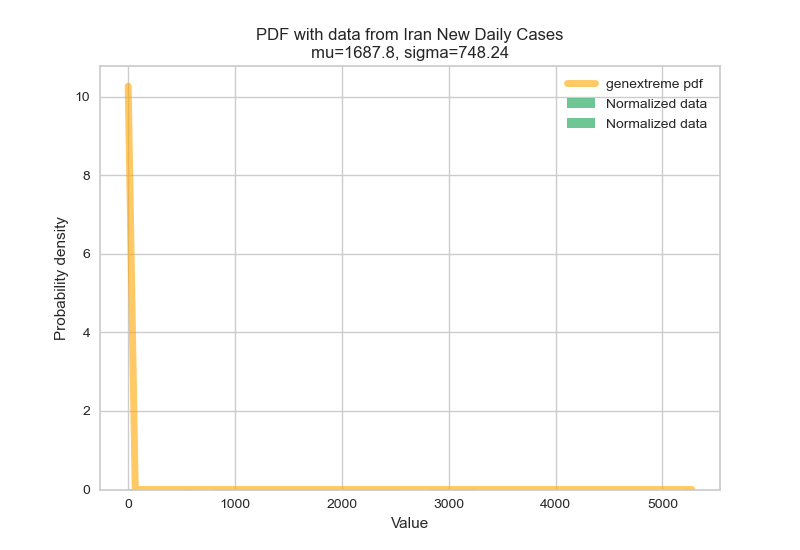 PDF with data from Iran New Daily Cases
mu=1687.8, sigma=748.24
genextreme pdf
Normalized data
Normalized data
10
8
6
4
2
0
Probability density
0 1000 2000 3000 4000 5000
Value